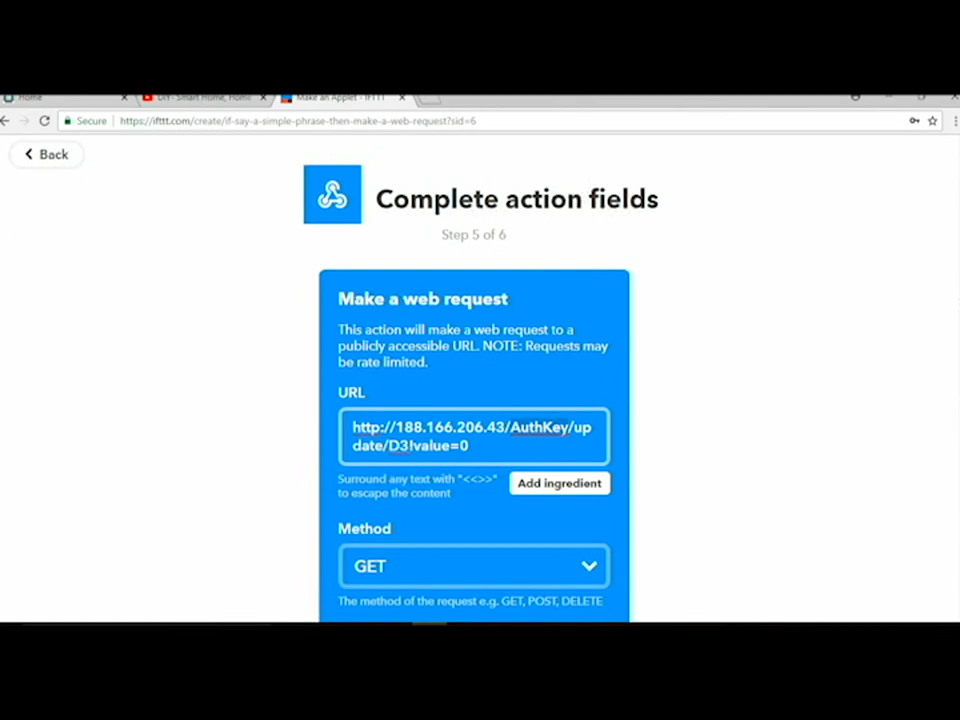 Home
DIY- Smart Home, Home
Make an Applet - IFTTT
Secure
https://ifttt.com/create/if-say-a-simple-phrase-then-make-a-web-request?sid=6
Back
Complete action fields
Step 5 of 6
Make a web request
This action will make a web request to a
publicly accessible URL. NOTE: Requests may
be rate limited.
URL
http://188.166.206.43/AuthKey/up
date/D3!value=0
Surround any text with "<<>>"
to escape the content
Add ingredient
Method
GET
The method of the request e.g. GET, POST, DELETE